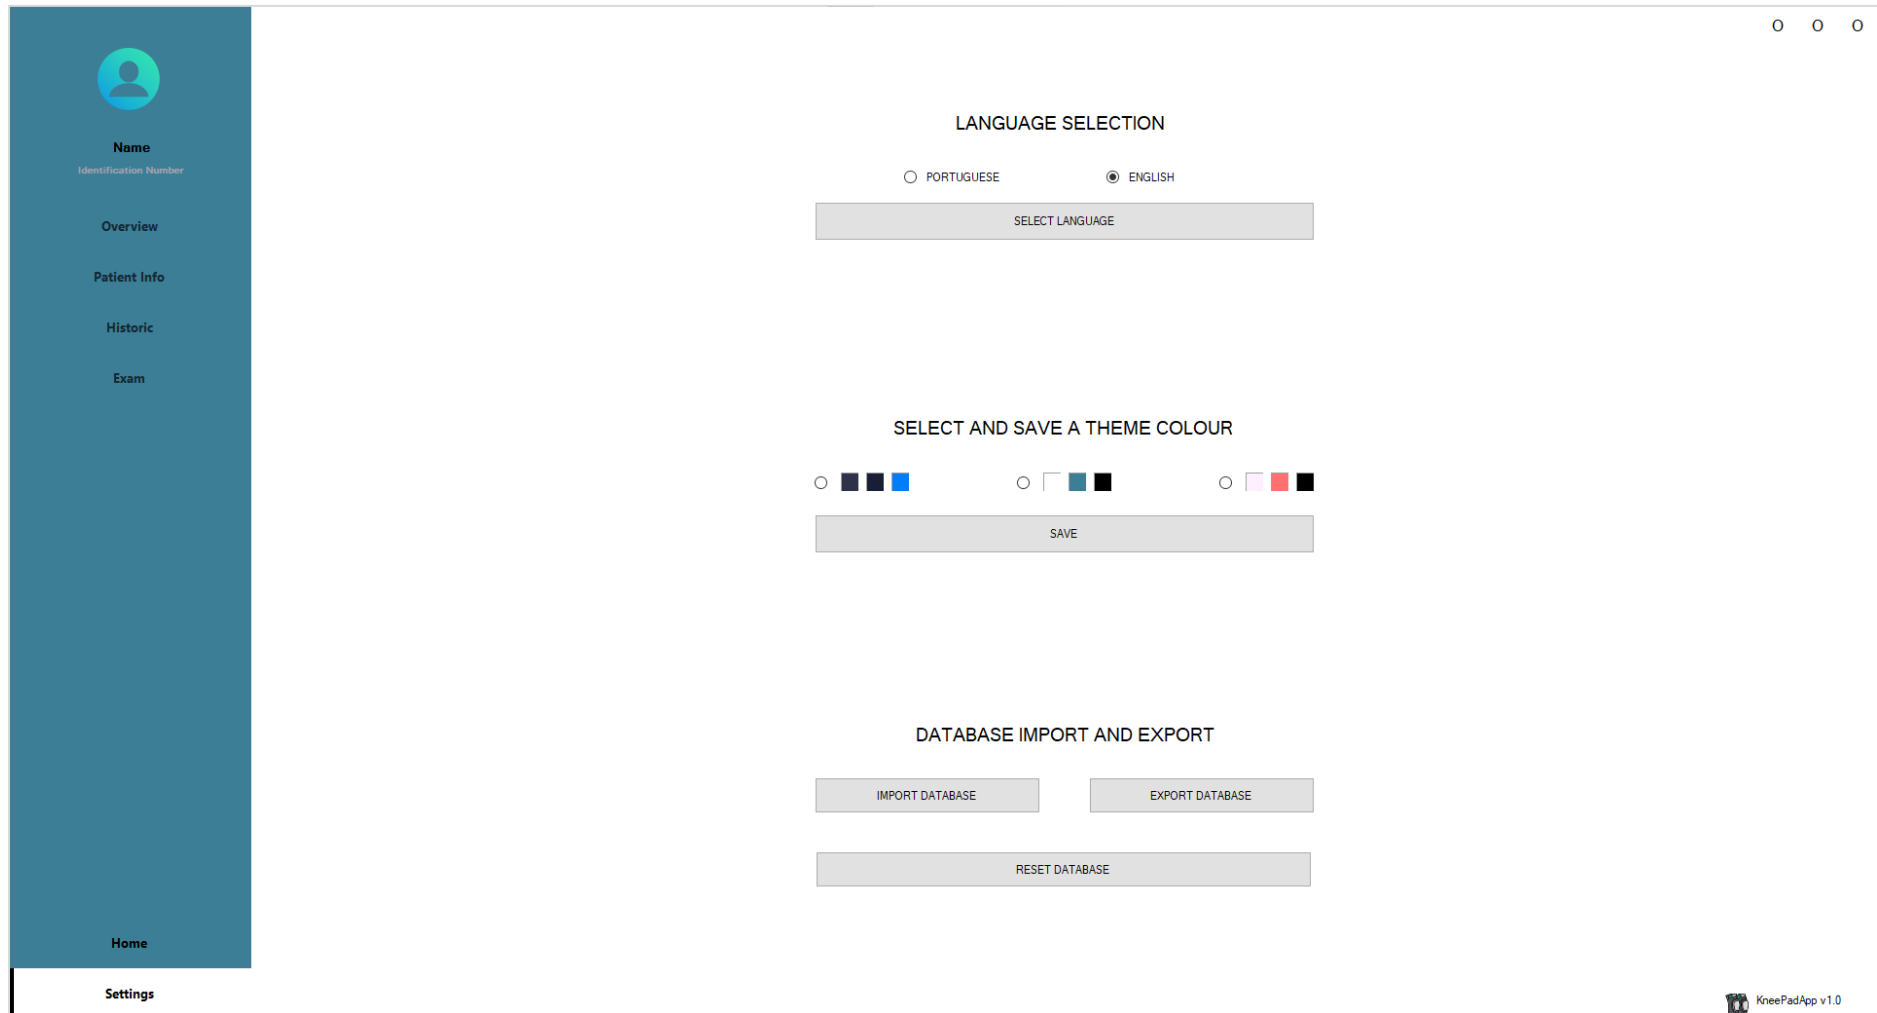 O O O
Name
Identification Number
Overview
Patient Info
Historic
Exam
Home
Settings
LANGUAGE SELECTION
PORTUGUESE ENGLISH
SELECT LANGUAGE
SELECT AND SAVE A THEME COLOUR
SAVE
DATABASE IMPORT AND EXPORT
IMPORT DATABASE EXPORT DATABASE
RESET DATABASE
KneePadApp v1.0